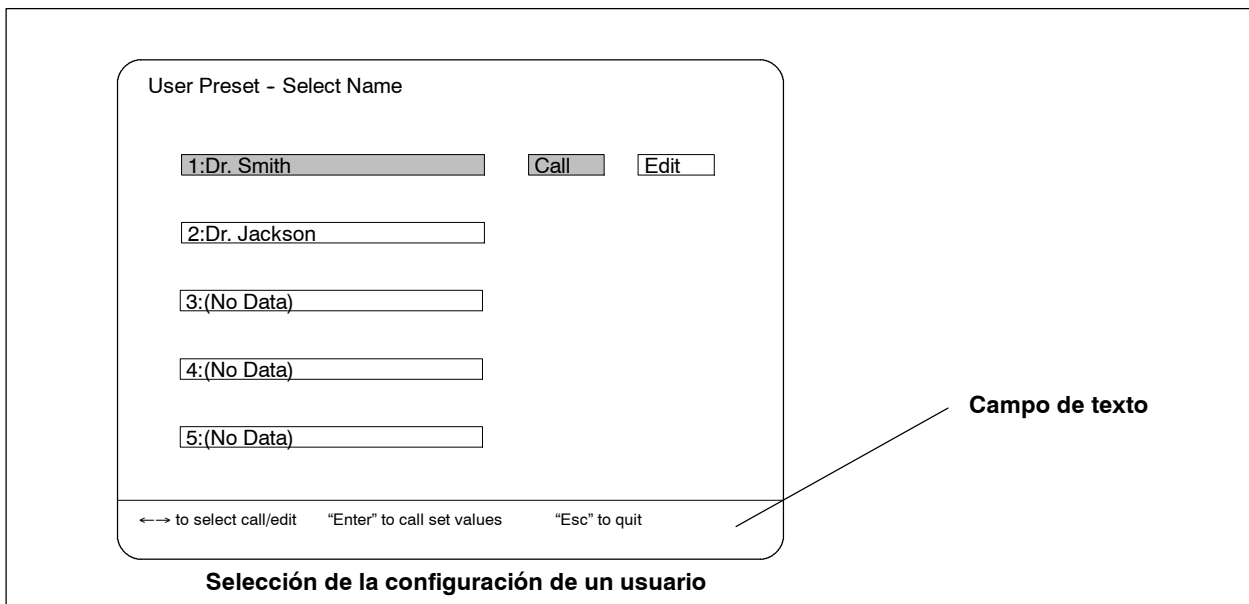 User Preset - Select Name
1:Dr. Smith Call Edit
2:Dr. Jackson
3:(No Data)
4:(No Data)
5:(No Data)
Campo de texto
←→ to select call/edit “Enter” to call set values “Esc” to quit
Selección de la configuración de un usuario